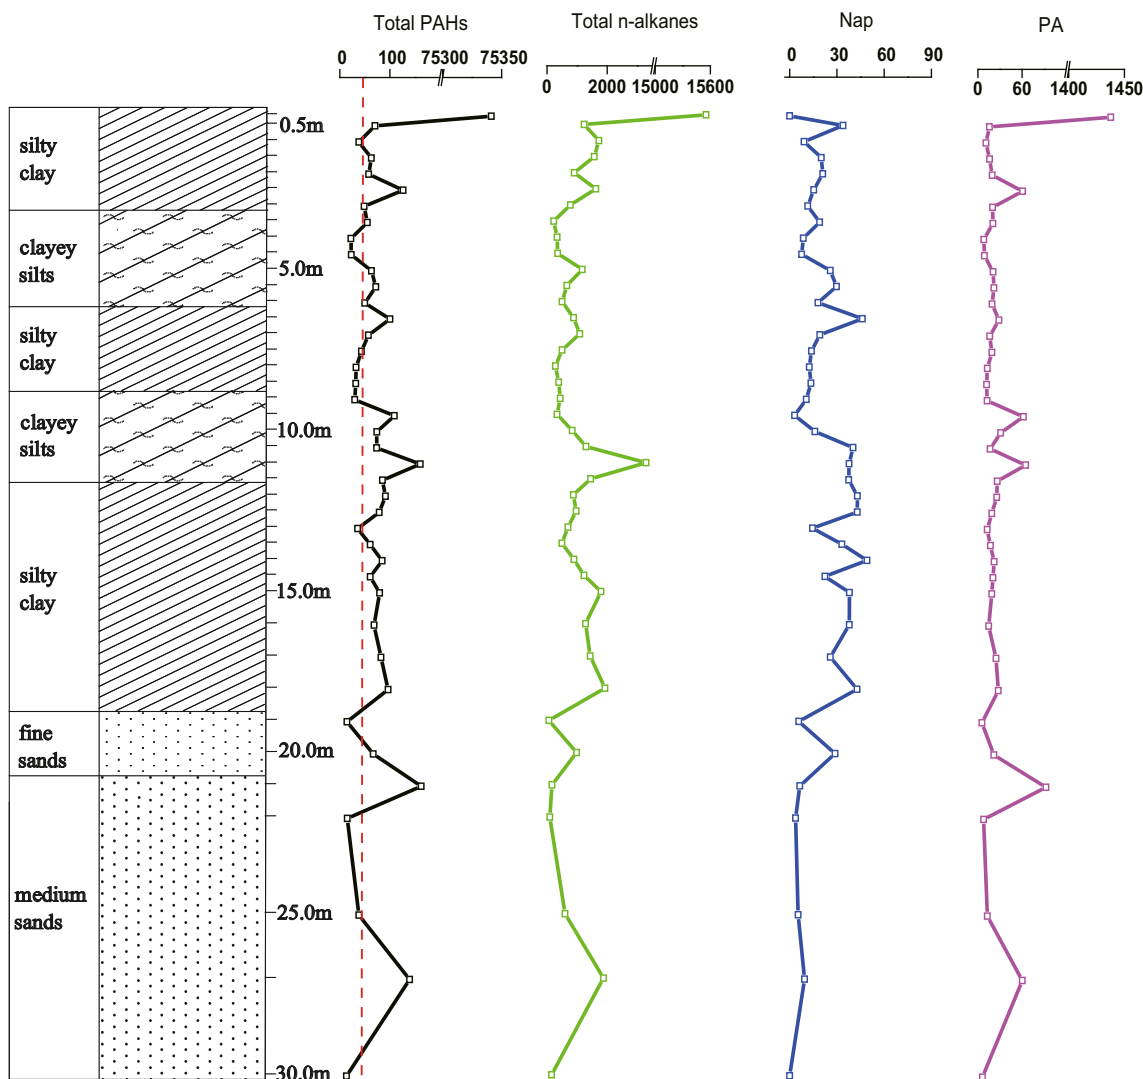 Total PAHs
Total n-alkanes
Nap
PA
0 100 75300 75350
0 2000 15000 15600
0 30 60 90
0 60 1400 1450
0.5m
silty
clay
clayey
silts
5.0m
silty
clay
clayey
silts
10.0m
silty
clay
15.0m
fine
sands
20.0m
medium
sands
25.0m
30.0m